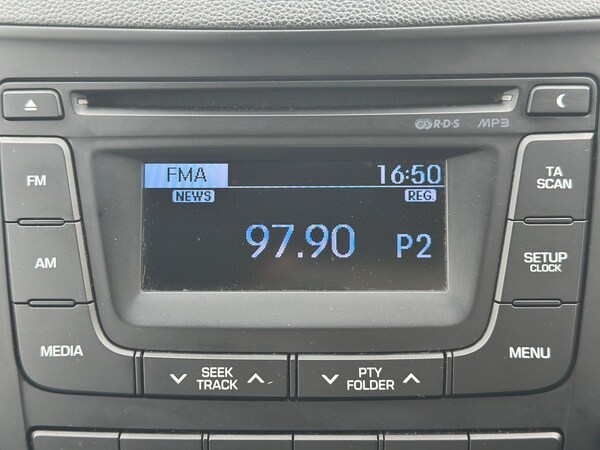 R·D·S MP3
FM
TA
SCAN
FMA 16:50
NEWS REG.
97.90 P2
AM
SETUP
CLOCK
MEDIA
MENU
SEEK
TRACK
PTY
FOLDER